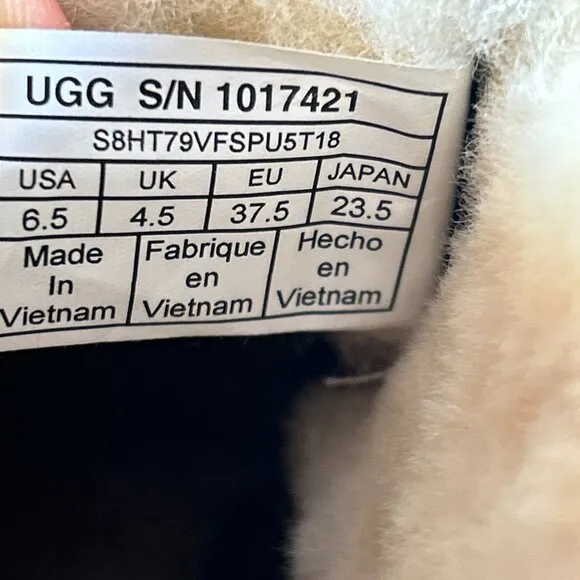 UGG S/N 1017421
S8HT79VFSPU5T18
USA UK EU JAPAN
6.5 4.5 37.5 23.5
Made Fabrique Hecho
In en en
Vietnam Vietnam Vietnam